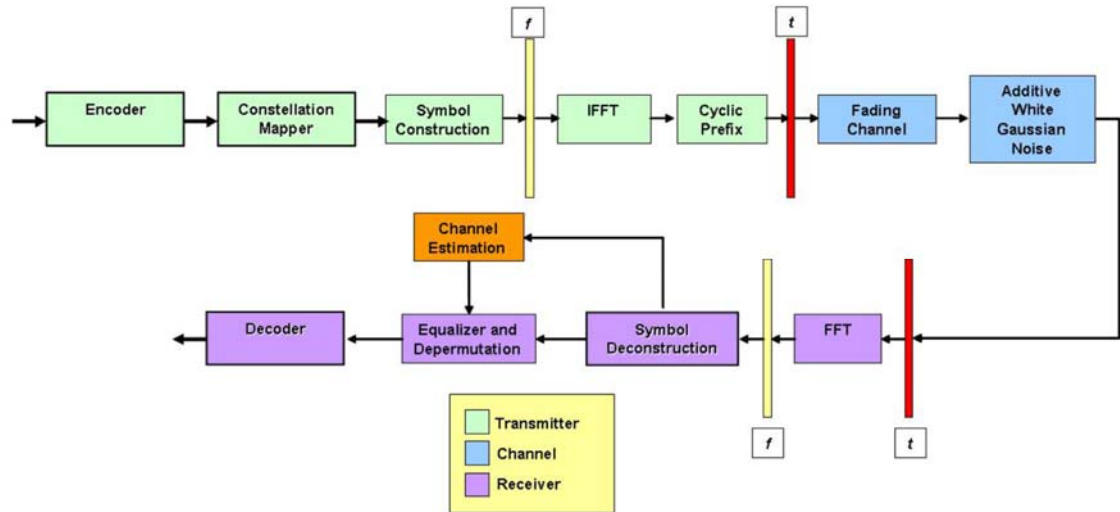 f
t
Encoder
Constellation
Mapper
Symbol
Construction
IFFT
Cyclic
Prefix
Fading
Channel
Additive
White
Gaussian
Noise
Channel
Estimation
Decoder
Equalizer and
Depermutation
Symbol
Deconstruction
FFT
f
t
Transmitter
Channel
Receiver